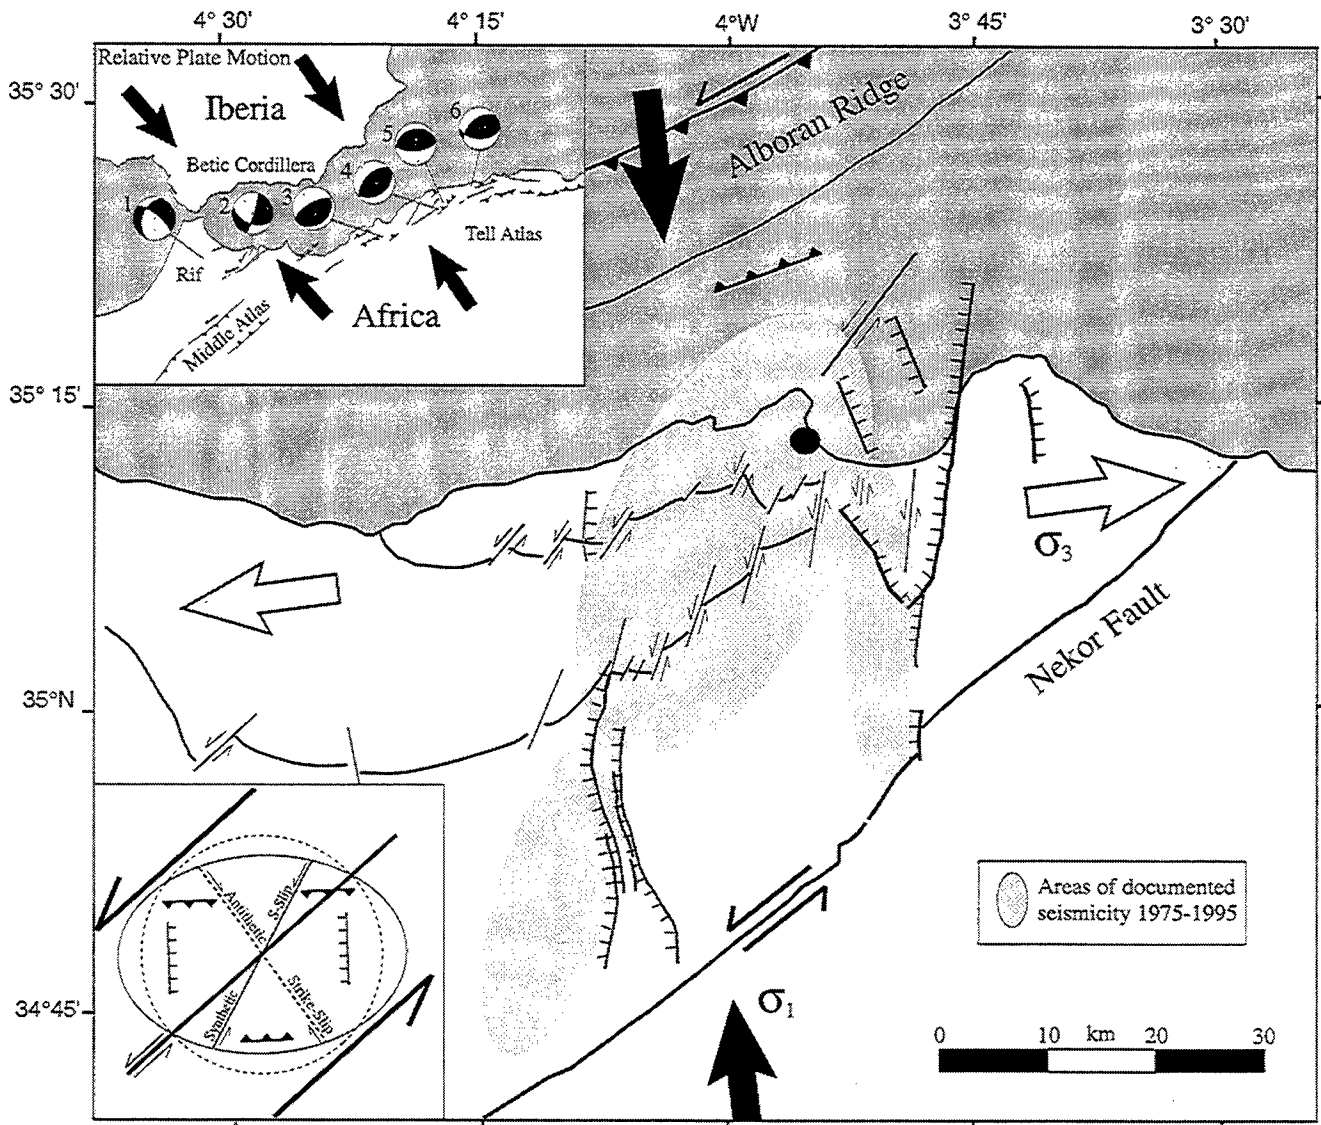 4° 30'
4° 15'
4°W
3° 45'
3° 30'
35° 30'
35° 15'
35°N
34°45'
Relative Plate Motion
Iberia
Betic Cordillera
1
2
3
4
5
6
Rif
Tell Atlas
Africa
Middle Atlas
Alboran Ridge
σ3
Nekor Fault
Antithetic
S-Slip
Synthetic
Strike-Slip
Areas of documented
seismicity 1975-1995
σ1
0 10 km 20 30